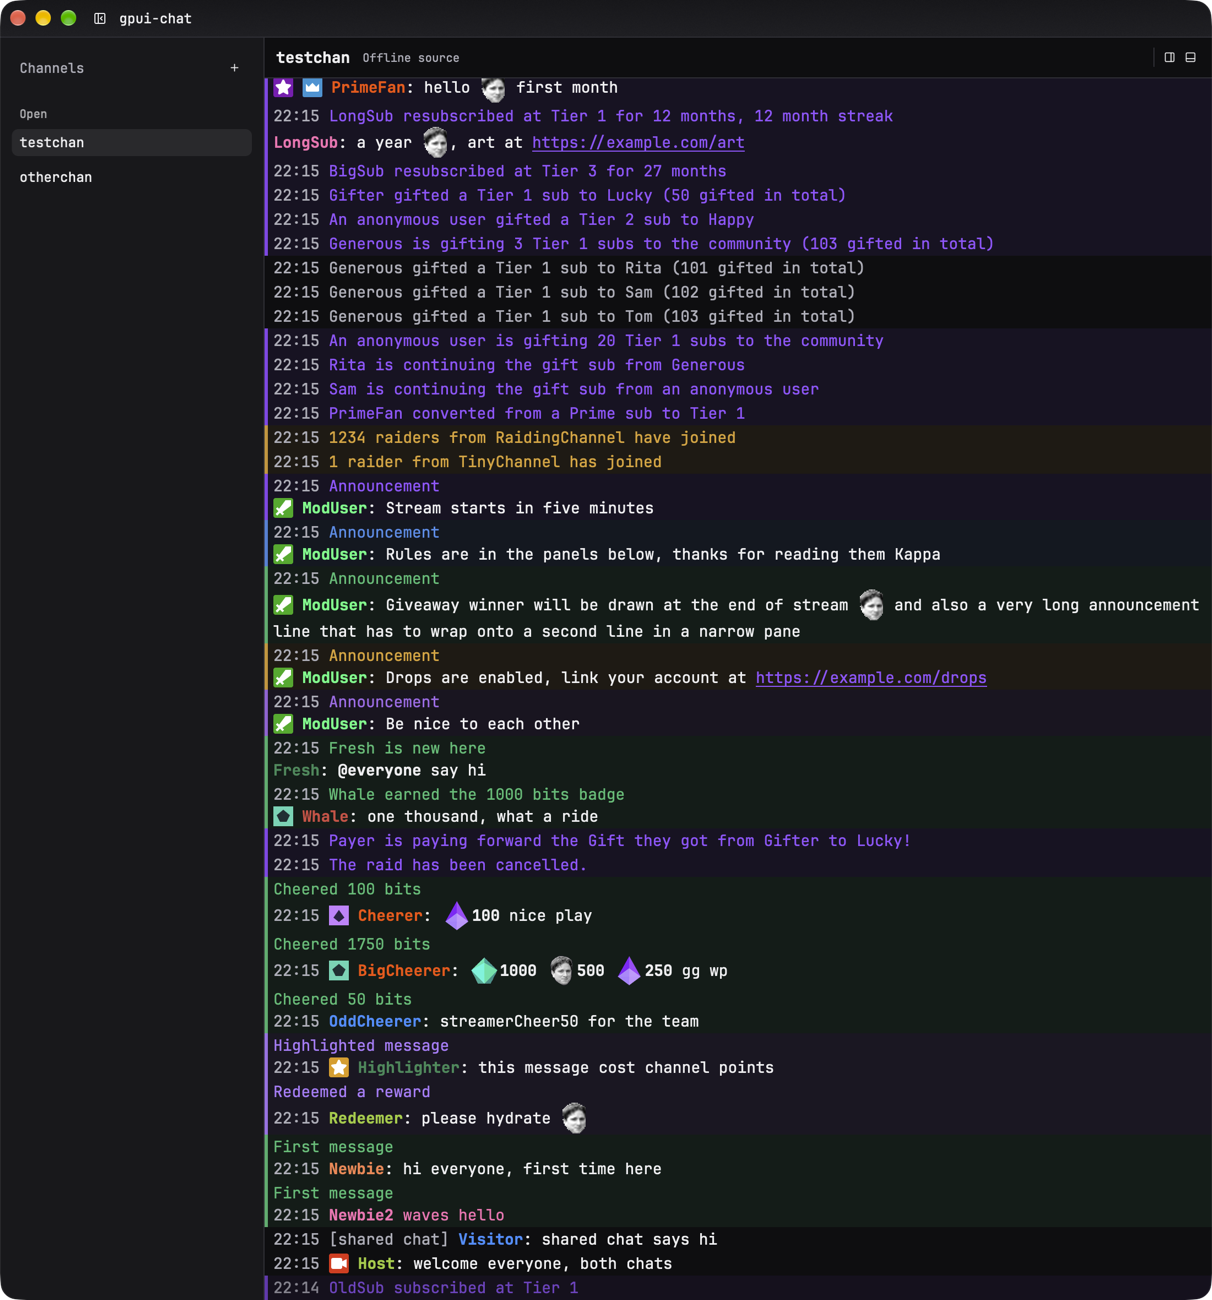 gpui-chat
Channels
+
Open
testchan
otherchan
testchan Offline source
PrimeFan: hello first month
22:15 LongSub resubscribed at Tier 1 for 12 months, 12 month streak
LongSub: a year , art at https://example.com/art
22:15 BigSub resubscribed at Tier 3 for 27 months
22:15 Gifter gifted a Tier 1 sub to Lucky (50 gifted in total)
22:15 An anonymous user gifted a Tier 2 sub to Happy
22:15 Generous is gifting 3 Tier 1 subs to the community (103 gifted in total)
22:15 Generous gifted a Tier 1 sub to Rita (101 gifted in total)
22:15 Generous gifted a Tier 1 sub to Sam (102 gifted in total)
22:15 Generous gifted a Tier 1 sub to Tom (103 gifted in total)
22:15 An anonymous user is gifting 20 Tier 1 subs to the community
22:15 Rita is continuing the gift sub from Generous
22:15 Sam is continuing the gift sub from an anonymous user
22:15 PrimeFan converted from a Prime sub to Tier 1
22:15 1234 raiders from RaidingChannel have joined
22:15 1 raider from TinyChannel has joined
22:15 Announcement
ModUser: Stream starts in five minutes
22:15 Announcement
ModUser: Rules are in the panels below, thanks for reading them Kappa
22:15 Announcement
ModUser: Giveaway winner will be drawn at the end of stream and also a very long announcement
line that has to wrap onto a second line in a narrow pane
22:15 Announcement
ModUser: Drops are enabled, link your account at https://example.com/drops
22:15 Announcement
ModUser: Be nice to each other
22:15 Fresh is new here
Fresh: @everyone say hi
22:15 Whale earned the 1000 bits badge
Whale: one thousand, what a ride
22:15 Payer is paying forward the Gift they got from Gifter to Lucky!
22:15 The raid has been cancelled.
Cheered 100 bits
22:15 Cheerer: 100 nice play
Cheered 1750 bits
22:15 BigCheerer: 1000 500 250 gg wp
Cheered 50 bits
22:15 OddCheerer: streamerCheer50 for the team
Highlighted message
22:15 Highlighter: this message cost channel points
Redeemed a reward
22:15 Redeemer: please hydrate
First message
22:15 Newbie: hi everyone, first time here
First message
22:15 Newbie2 waves hello
22:15 [shared chat] Visitor: shared chat says hi
22:15 Host: welcome everyone, both chats
22:14 OldSub subscribed at Tier 1